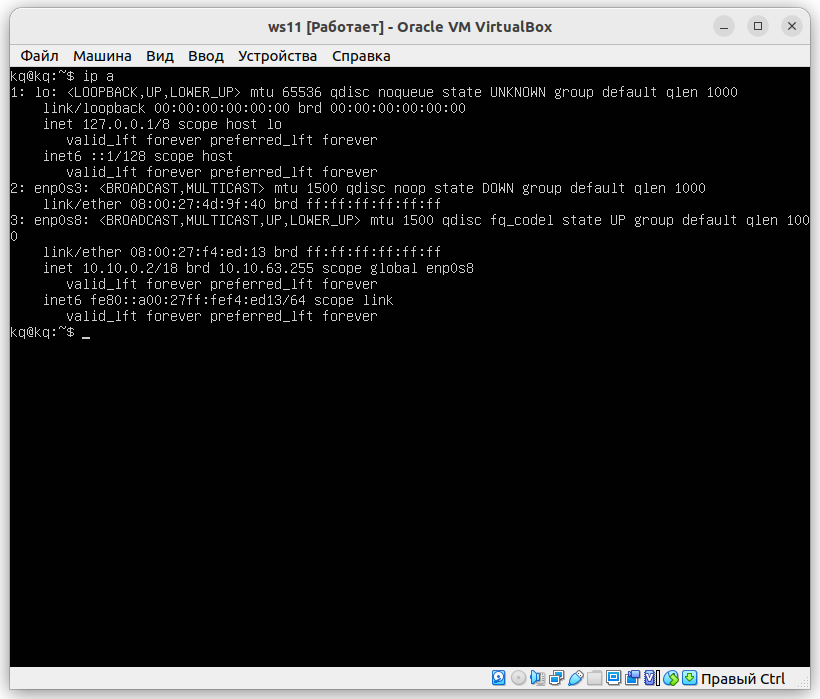 ws11 [Работает] - Oracle VM VirtualBox
Файл Машина Вид Ввод Устройства Справка
kq@kq:~$ ip a
1: lo: <LOOPBACK,UP,LOWER_UP> mtu 65536 qdisc noqueue state UNKNOWN group default qlen 1000
    link/loopback 00:00:00:00:00:00 brd 00:00:00:00:00:00
    inet 127.0.0.1/8 scope host lo
       valid_lft forever preferred_lft forever
    inet6 ::1/128 scope host
       valid_lft forever preferred_lft forever
2: enp0s3: <BROADCAST,MULTICAST> mtu 1500 qdisc noop state DOWN group default qlen 1000
    link/ether 08:00:27:4d:9f:40 brd ff:ff:ff:ff:ff:ff
3: enp0s8: <BROADCAST,MULTICAST,UP,LOWER_UP> mtu 1500 qdisc fq_codel state UP group default qlen 100
0
    link/ether 08:00:27:f4:ed:13 brd ff:ff:ff:ff:ff:ff
    inet 10.10.0.2/18 brd 10.10.63.255 scope global enp0s8
       valid_lft forever preferred_lft forever
    inet6 fe80::a00:27ff:fef4:ed13/64 scope link
       valid_lft forever preferred_lft forever
kq@kq:~$ _
Правый Ctrl